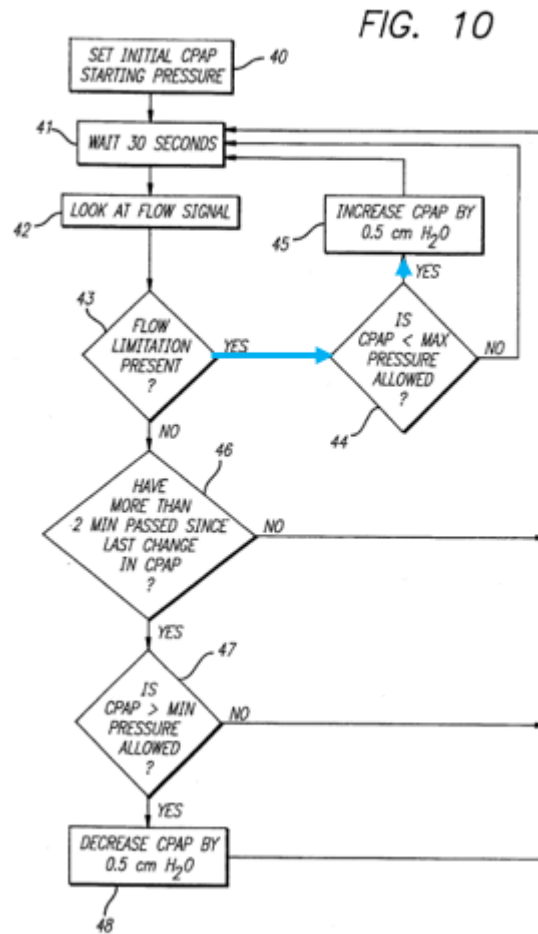 FIG. 10
SET INITIAL CPAP
STARTING PRESSURE
40
41
WAIT 30 SECONDS
LOOK AT FLOW SIGNAL
42
INCREASE CPAP BY
0.5 cm H2O
45
YES
43
FLOW
LIMITATION
PRESENT
?
YES
IS
CPAP < MAX
PRESSURE
ALLOWED
?
NO
44
NO
46
HAVE
MORE THAN
2 MIN PASSED SINCE
LAST CHANGE
IN CPAP
?
NO
YES
47
IS
CPAP > MIN
PRESSURE
ALLOWED
?
NO
YES
DECREASE CPAP BY
0.5 cm H2O
48